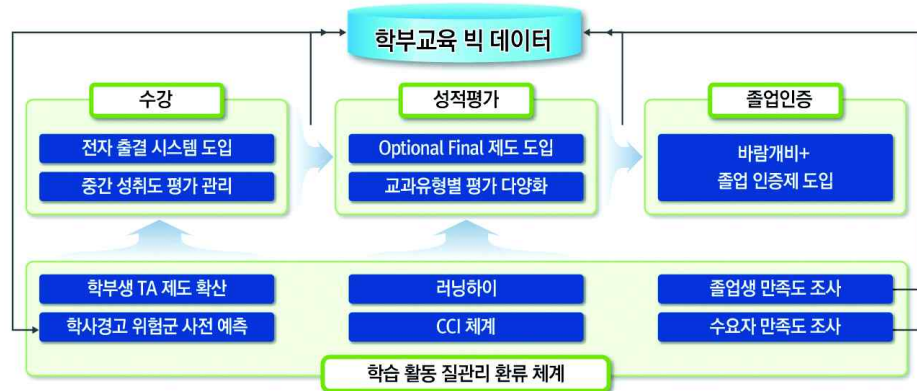 학부교육 빅 데이터
수강
성적평가
졸업인증
전자 출결 시스템 도입
중간 성취도 평가 관리
Optional Final 제도 도입
교과유형별 평가 다양화
바람개비+
졸업 인증제 도입
학부생 TA 제도 확산
러닝하이
졸업생 만족도 조사
학사경고 위험군 사전 예측
CCI 체계
수요자 만족도 조사
학습 활동 질관리 환류 체계